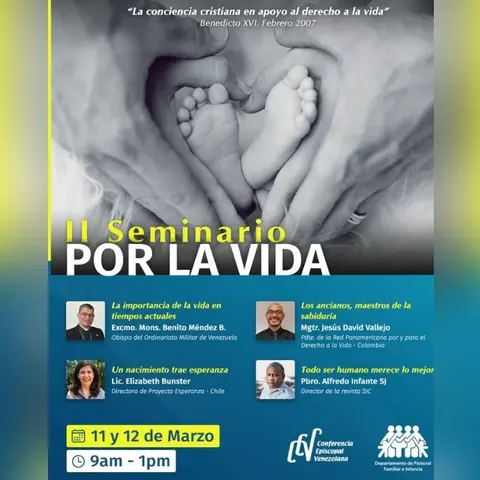 “La conciencia cristiana en apoyo al derecho a la vida”
Benedicto XVI. Febrero 2007
II Seminario
POR LA VIDA
La importancia de la vida en
tiempos actuales
Excmo. Mons. Benito Méndez B.
Obispo del Ordinariato Militar de Venezuela
Los ancianos, maestros de la
sabiduría
Mgtr. Jesús David Vallejo
Pdte. de la Red Panamericana por y para el
Derecho a la Vida - Colombia
Un nacimiento trae esperanza
Lic. Elizabeth Bunster
Directora de Proyecto Esperanza - Chile
Todo ser humano merece lo mejor
Pbro. Alfredo Infante SJ
Director de la revista SIC
11 y 12 de Marzo
9am - 1pm
Conferencia
Episcopal
Venezolana
Departamento de Pastoral
Familiar e Infancia